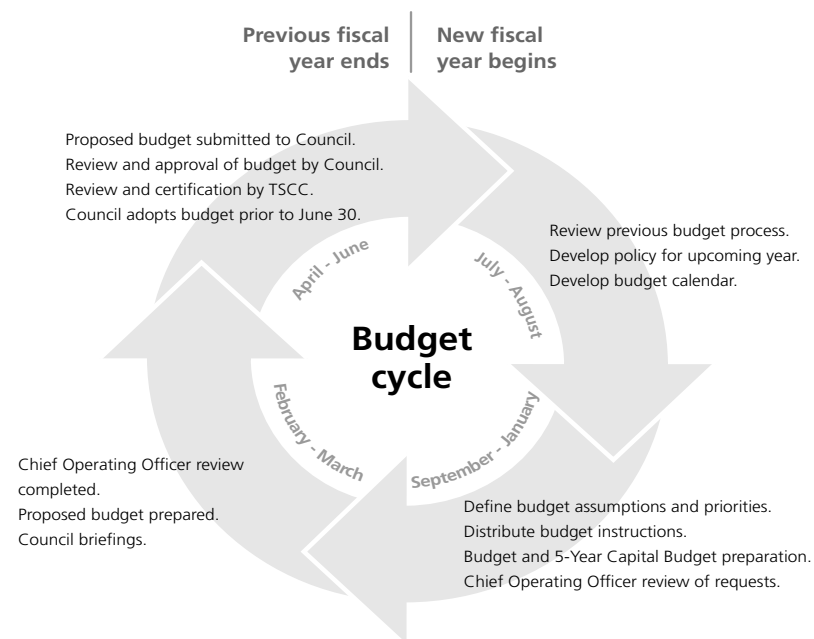 Previous fiscal
year ends
New fiscal
year begins
Proposed budget submitted to Council.
Review and approval of budget by Council.
Review and certification by TSCC.
Council adopts budget prior to June 30.
April - June
July - August
Review previous budget process.
Develop policy for upcoming year.
Develop budget calendar.
Budget
cycle
February - March
September - January
Chief Operating Officer review
completed.
Proposed budget prepared.
Council briefings.
Define budget assumptions and priorities.
Distribute budget instructions.
Budget and 5-Year Capital Budget preparation.
Chief Operating Officer review of requests.